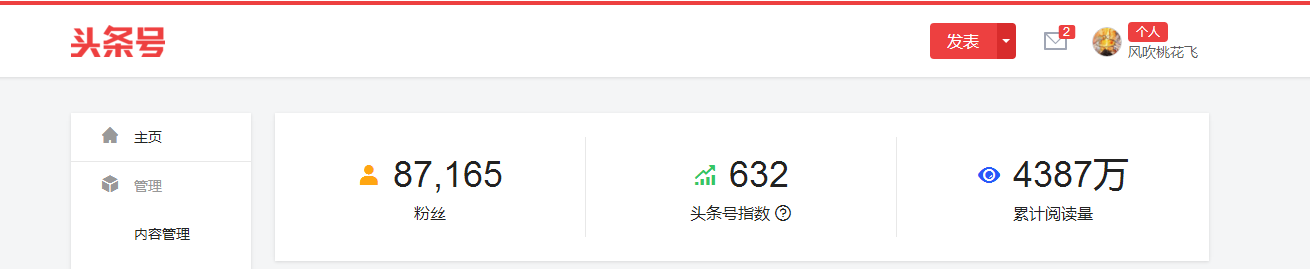 头条号
发表
2
个人
风吹桃花飞
主页
管理
内容管理
87,165
粉丝
632
头条号指数
4387万
累计阅读量